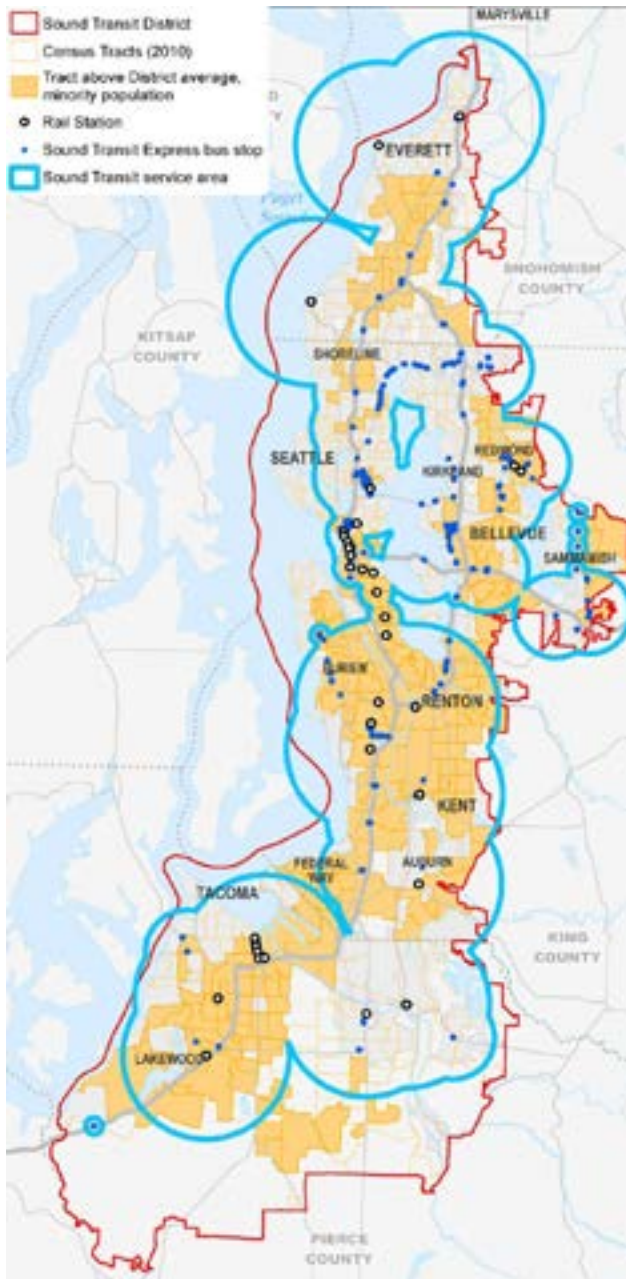 Sound Transit District
Census Tracts (2010)
Tract above District average,
minority population
Rail Station
Sound Transit Express bus stop
Sound Transit service area
MARYSVILLE
EVERETT
Puget
SNOHOMISH
COUNTY
KITSAP
COUNTY
SHORELINE
SEATTLE
KIRKLAND
REDMOND
BELLEVUE
SAMMAMISH
BURIEN
RENTON
KENT
FEDERAL
WAY
AUBURN
TACOMA
KING
COUNTY
LAKEWOOD
PIERCE
COUNTY